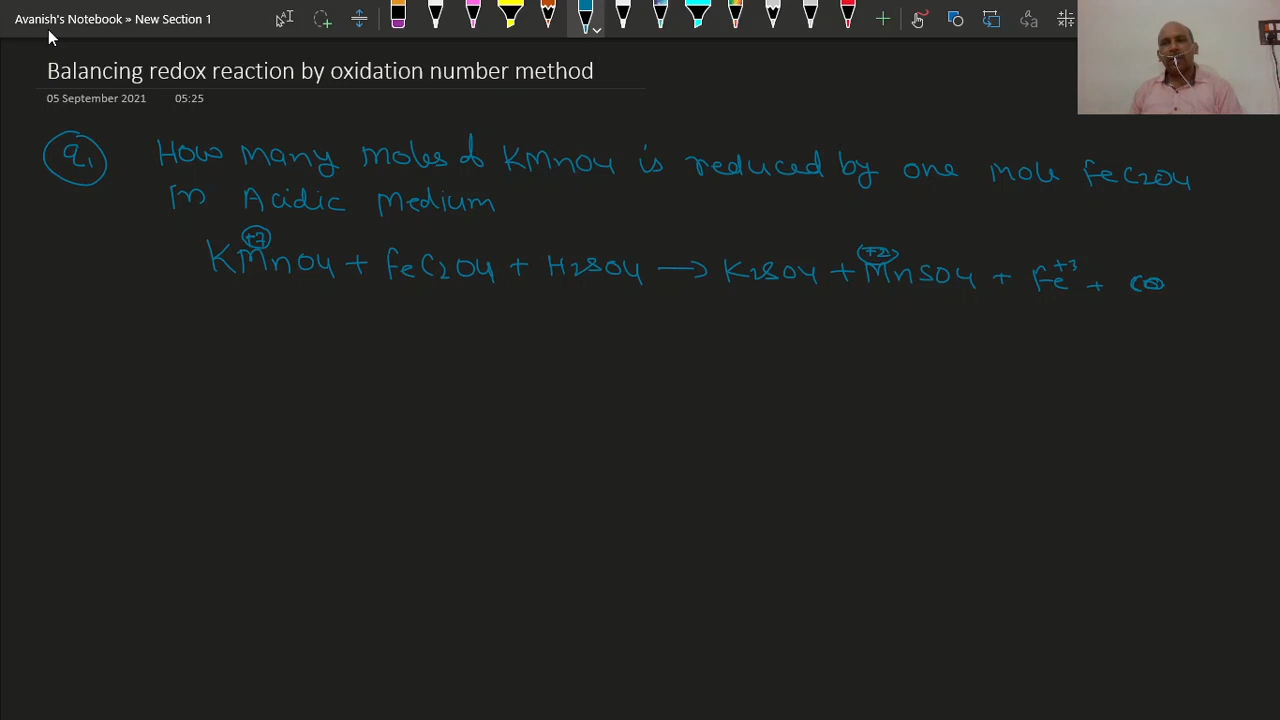 Avanish's Notebook » New Section 1
Balancing redox reaction by oxidation number method
05 September 2021 05:25
Q1 How many moles of KMnO4 is reduced by one mole FeC2O4
In Acidic Medium
+7 +2
KMnO4 + FeC2O4 + H2SO4 → K2SO4 + MnSO4 + Fe+3 +